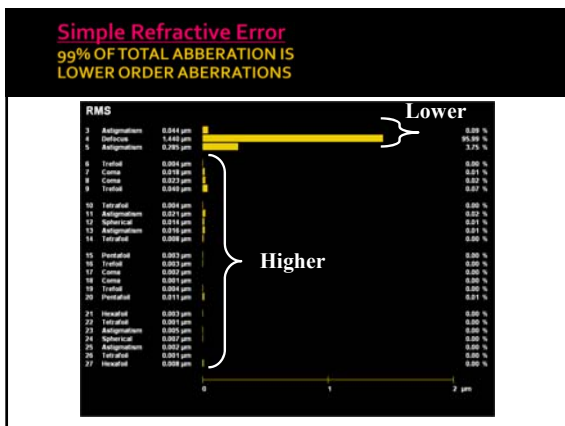 Simple Refractive Error
99% OF TOTAL ABBERATION IS
LOWER ORDER ABERRATIONS
RMS
Lower
3 Astigmatism 0.044 µm 0.09 %
4 Defocus 1.440 µm 95.99 %
5 Astigmatism 0.285 µm 3.75 %
6 Trefoil 0.004 µm 0.00 %
7 Coma 0.018 µm 0.01 %
8 Coma 0.023 µm 0.02 %
9 Trefoil 0.040 µm 0.07 %
10 Tetrafoil 0.004 µm 0.00 %
11 Astigmatism 0.021 µm 0.02 %
12 Spherical 0.014 µm 0.01 %
13 Astigmatism 0.016 µm 0.01 %
14 Tetrafoil 0.008 µm 0.00 %
Higher
15 Pentafoil 0.003 µm 0.00 %
16 Trefoil 0.003 µm 0.00 %
17 Coma 0.002 µm 0.00 %
18 Coma 0.001 µm 0.00 %
19 Trefoil 0.004 µm 0.00 %
20 Pentafoil 0.011 µm 0.01 %
21 Hexafoil 0.003 µm 0.00 %
22 Tetrafoil 0.001 µm 0.00 %
23 Astigmatism 0.005 µm 0.00 %
24 Spherical 0.007 µm 0.00 %
25 Astigmatism 0.002 µm 0.00 %
26 Tetrafoil 0.001 µm 0.00 %
27 Hexafoil 0.008 µm 0.00 %
0 1 2 µm